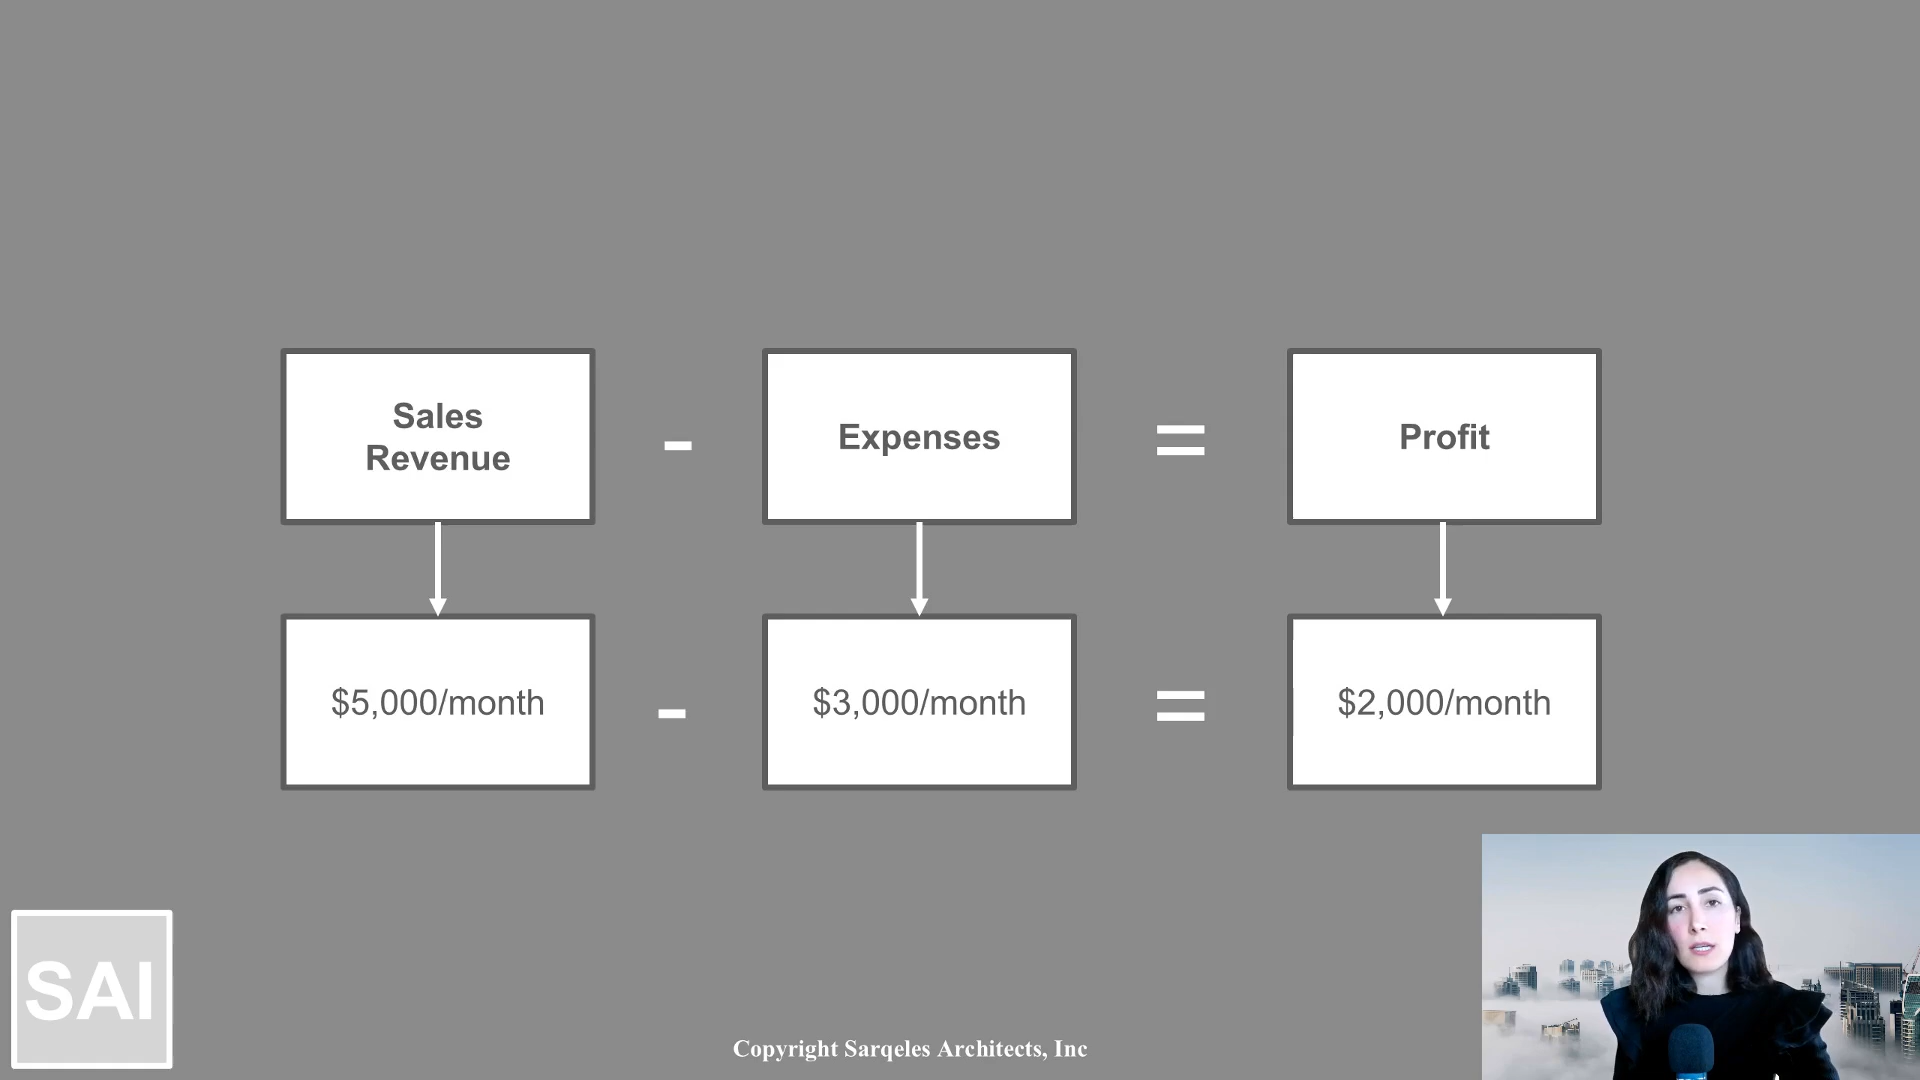 Sales
Revenue
-
Expenses
=
Profit
$5,000/month
-
$3,000/month
=
$2,000/month
SAI
Copyright Sarqeles Architects, Inc